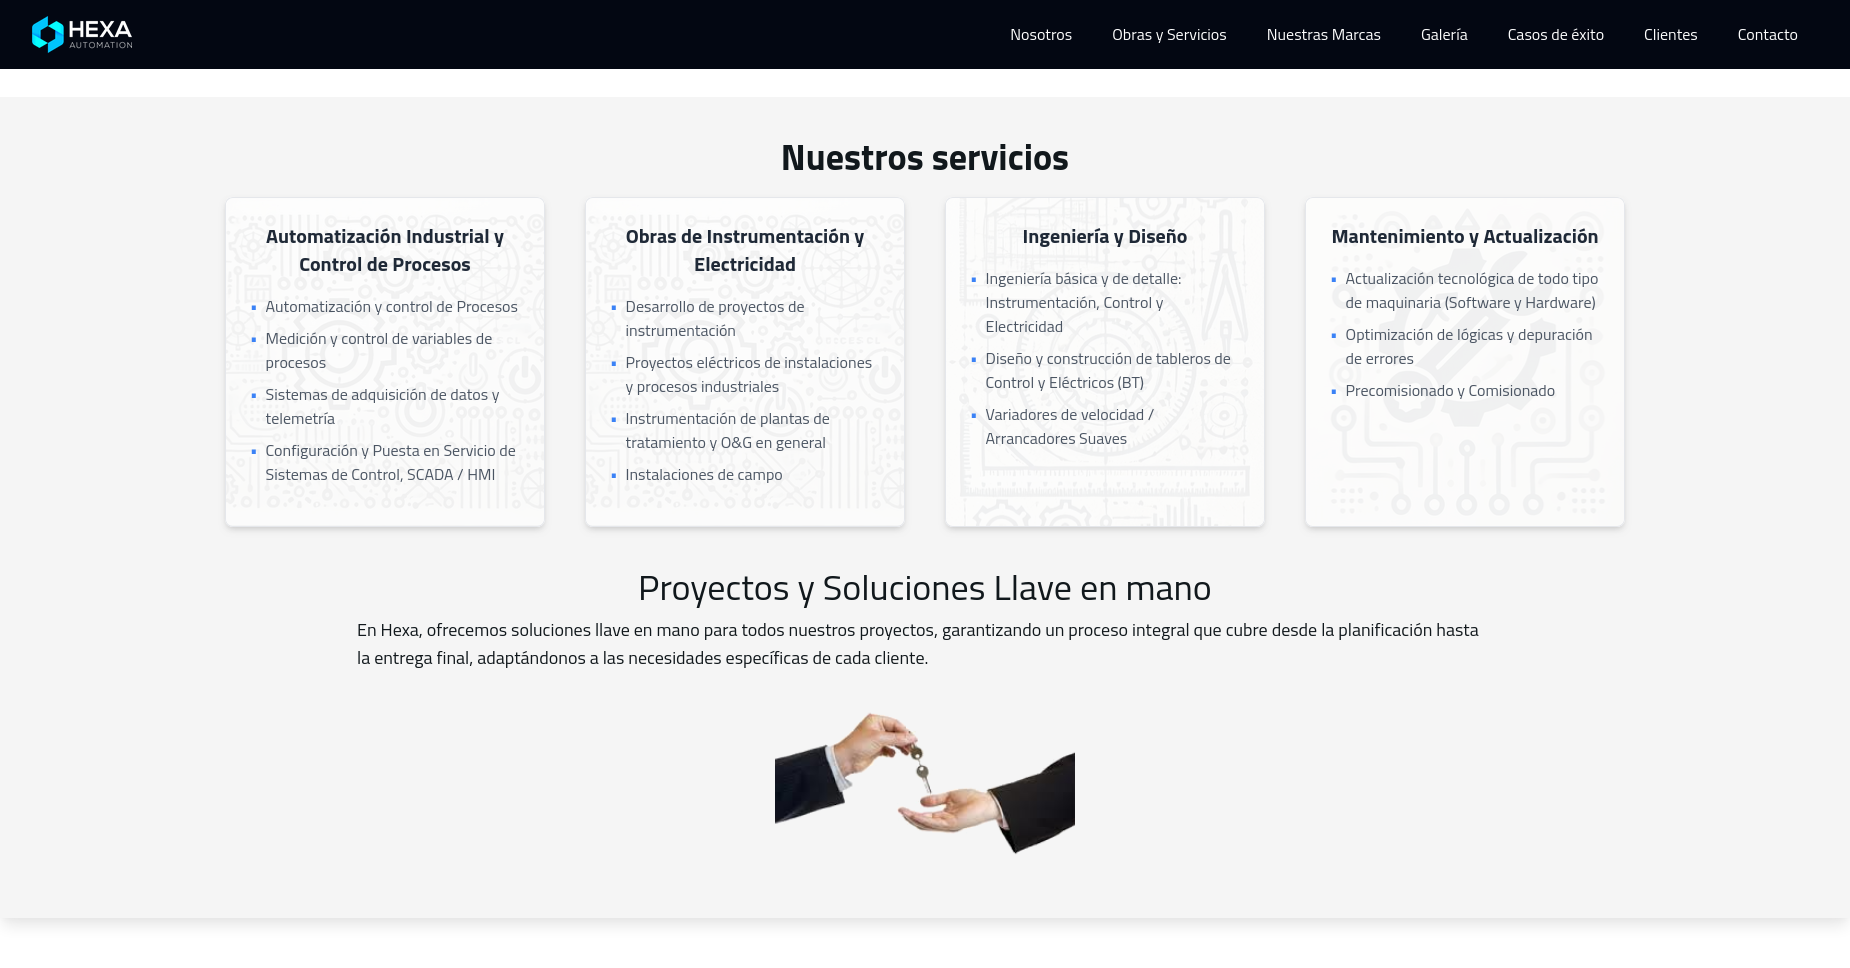 HEXA
AUTOMATION
Nosotros
Obras y Servicios
Nuestras Marcas
Galería
Casos de éxito
Clientes
Contacto
Nuestros servicios
Automatización Industrial y
Control de Procesos
Automatización y control de Procesos
Medición y control de variables de
procesos
Sistemas de adquisición de datos y
telemetría
Configuración y Puesta en Servicio de
Sistemas de Control, SCADA / HMI
Obras de Instrumentación y
Electricidad
Desarrollo de proyectos de
instrumentación
Proyectos eléctricos de instalaciones
y procesos industriales
Instrumentación de plantas de
tratamiento y O&G en general
Instalaciones de campo
Ingeniería y Diseño
Ingeniería básica y de detalle:
Instrumentación, Control y
Electricidad
Diseño y construcción de tableros de
Control y Eléctricos (BT)
Variadores de velocidad /
Arrancadores Suaves
Mantenimiento y Actualización
Actualización tecnológica de todo tipo
de maquinaria (Software y Hardware)
Optimización de lógicas y depuración
de errores
Precomisionado y Comisionado
Proyectos y Soluciones Llave en mano
En Hexa, ofrecemos soluciones llave en mano para todos nuestros proyectos, garantizando un proceso integral que cubre desde la planificación hasta
la entrega final, adaptándonos a las necesidades específicas de cada cliente.